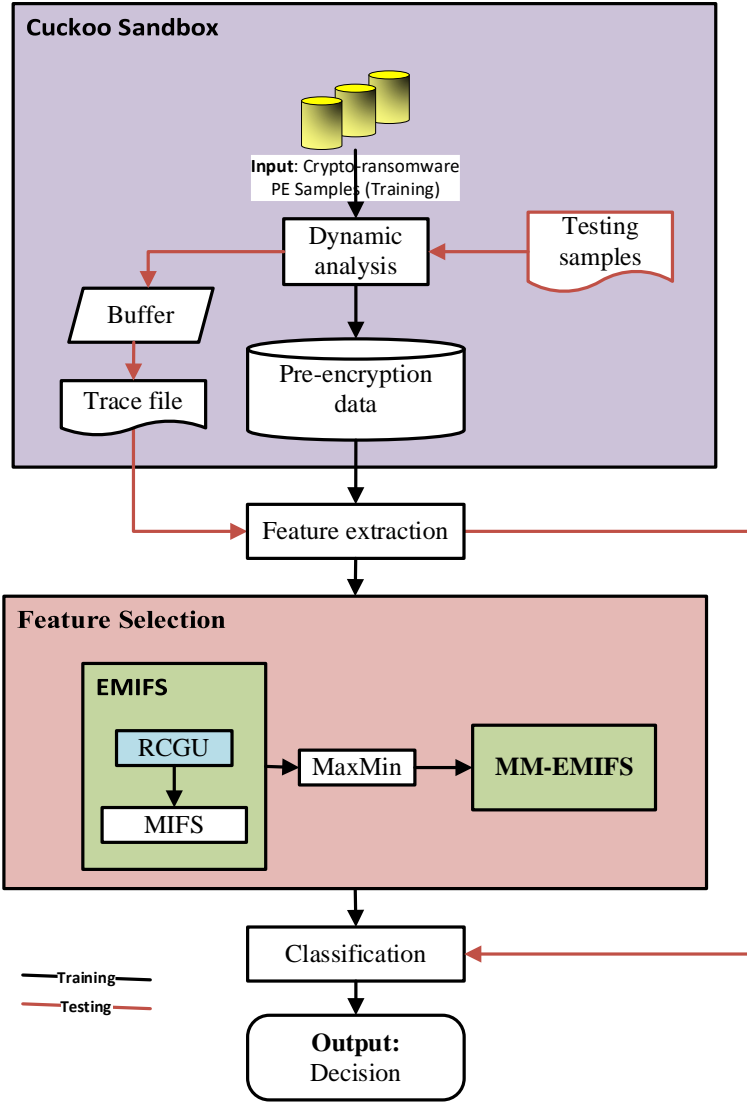 Cuckoo Sandbox
Input: Crypto-ransomware
PE Samples (Training)
Dynamic
analysis
Testing
samples
Buffer
Trace file
Pre-encryption
data
Feature extraction
Feature Selection
EMIFS
RCGU
MIFS
MaxMin
MM-EMIFS
Classification
Training
Testing
Output:
Decision